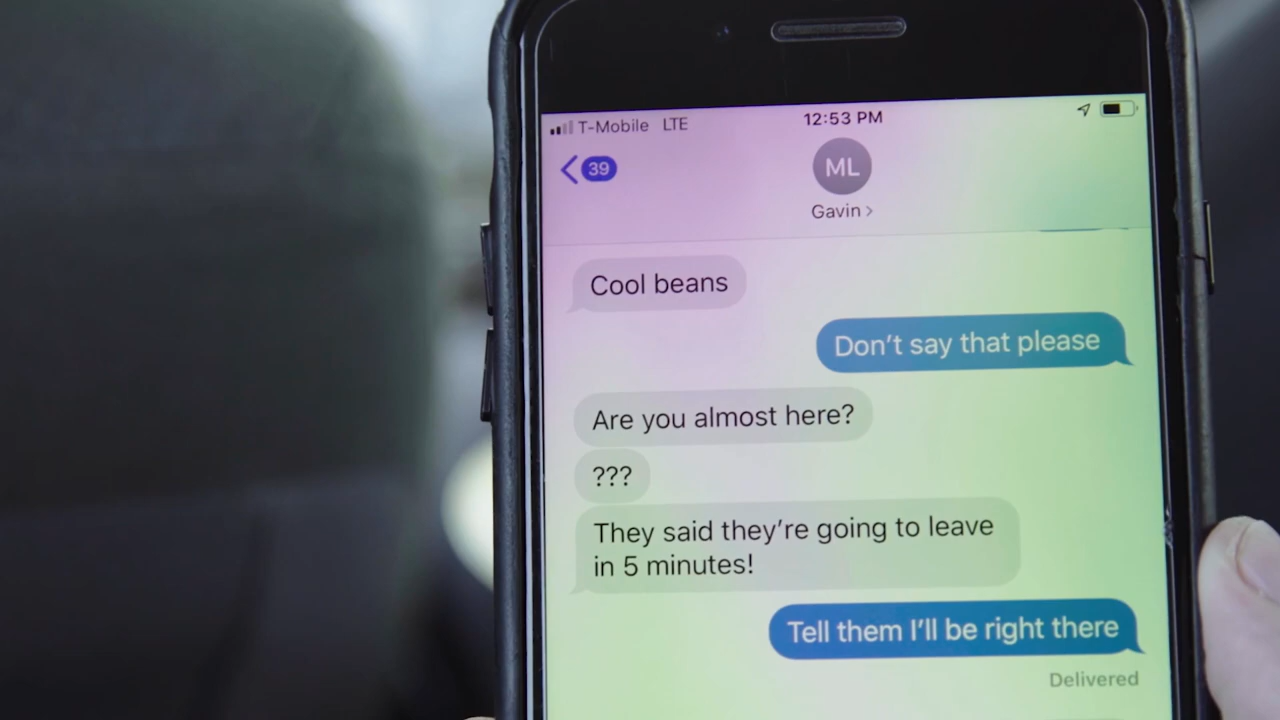 T-Mobile LTE 12:53 PM
39
ML
Gavin >
Cool beans
Don't say that please
Are you almost here?
???
They said they're going to leave
in 5 minutes!
Tell them I'll be right there
Delivered